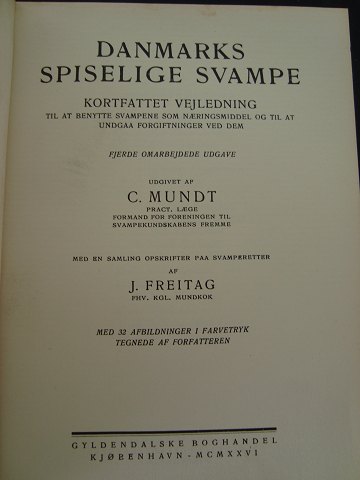 DANMARKS
SPISELIGE SVAMPE
KORTFATTET VEJLEDNING
TIL AT BENYTTE SVAMPENE SOM NÆRINGSMIDDEL OG TIL AT
UNDGAA FORGIFTNINGER VED DEM
FJERDE OMARBEJDEDE UDGAVE
UDGIVET AF
C. MUNDT
PRACT. LÆGE
FORMAND FOR FORENINGEN TIL
SVAMPEKUNDSKABENS FREMME
MED EN SAMLING OPSKRIFTER PAA SVAMPERETTER
AF
J. FREITAG
FHV. KGL. MUNDKOK
MED 32 AFBILDNINGER I FARVETRYK
TEGNEDE AF FORFATTEREN
GYLDENDALSKE BOGHANDEL
KJØBENHAVN - MCMXXVI